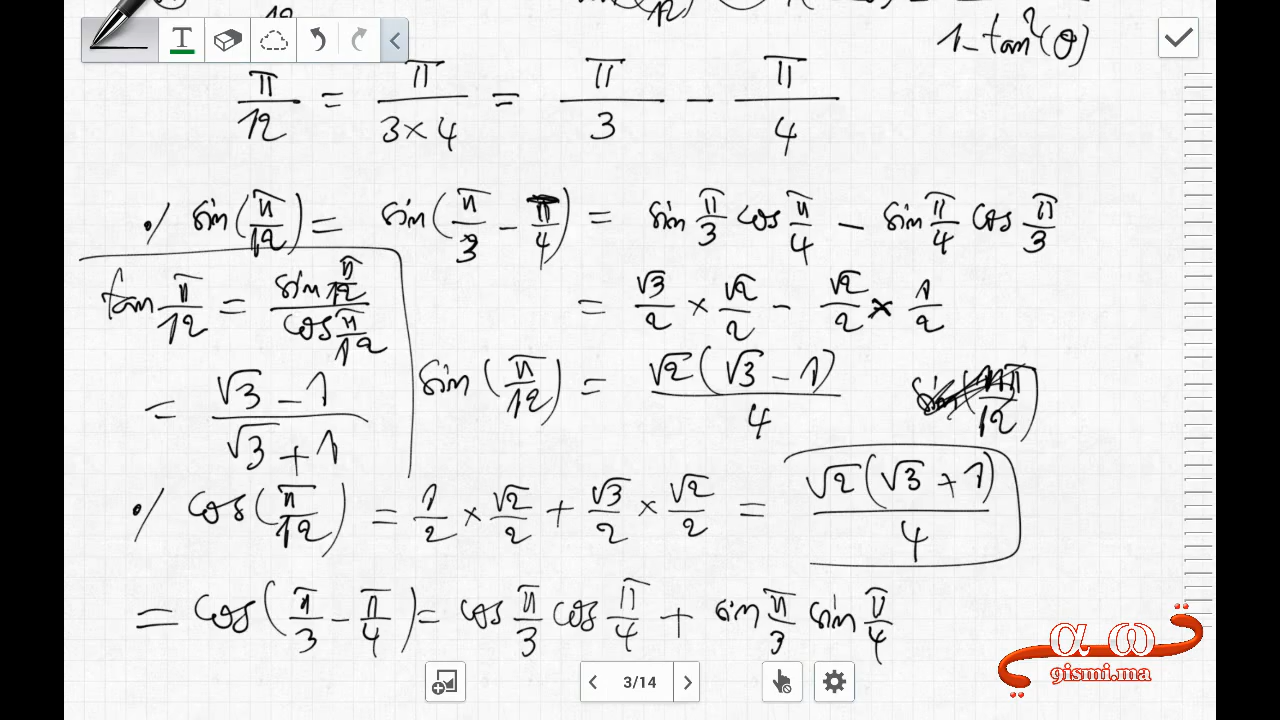 1 - tan²(θ)
π/12 = π/(3×4) = π/3 - π/4
•/ sin(π/12) = sin(π/3 - π/4) = sin π/3 cos π/4 - sin π/4 cos π/3
= √3/2 × √2/2 - √2/2 × 1/2
tan π/12 = sin π/12 / cos π/12
= (√3 - 1)/(√3 + 1)
sin(π/12) = √2(√3 - 1)/4
•/ cos(π/12) = 1/2 × √2/2 + √3/2 × √2/2 = √2(√3 + 1)/4
= cos(π/3 - π/4) = cos π/3 cos π/4 + sin π/3 sin π/4
α ω
gismi.ma
T
3/14